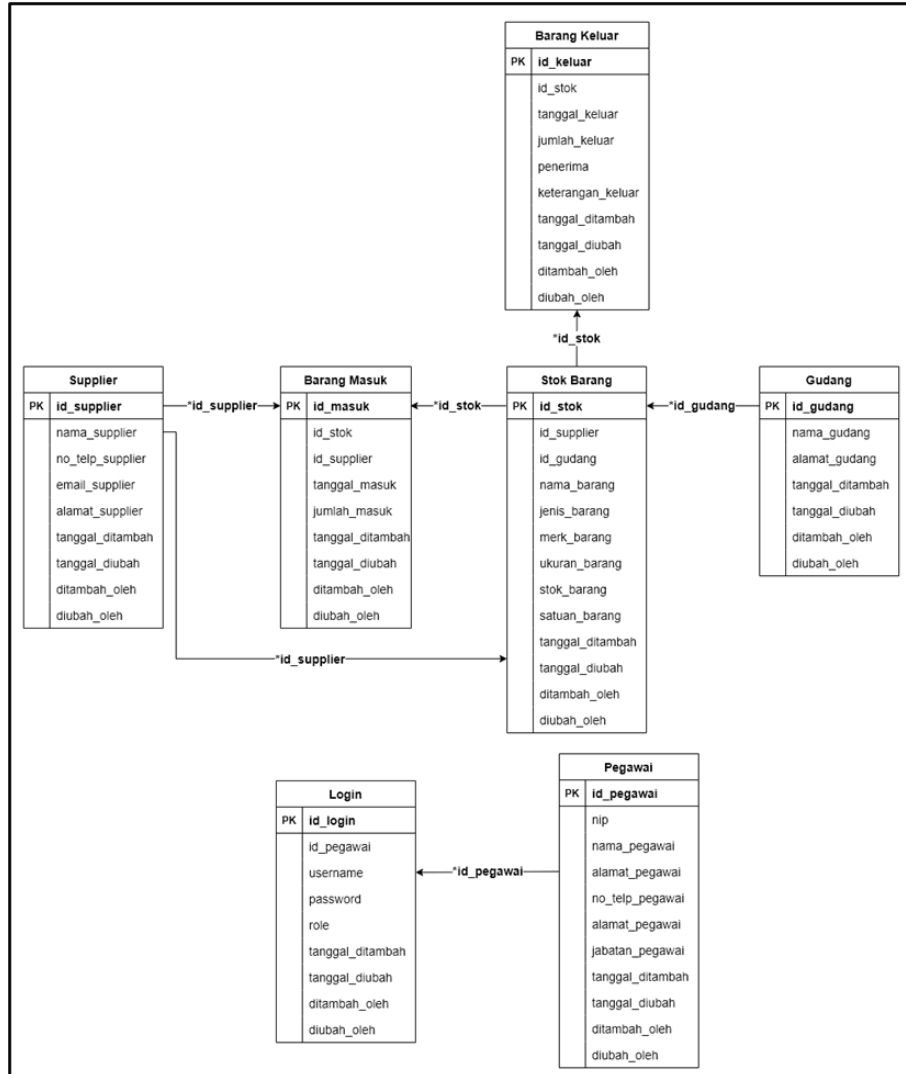 Barang Keluar
PK id_keluar
id_stok
tanggal_keluar
jumlah_keluar
penerima
keterangan_keluar
tanggal_ditambah
tanggal_diubah
ditambah_oleh
diubah_oleh
*id_stok
Supplier
PK id_supplier
nama_supplier
no_telp_supplier
email_supplier
alamat_supplier
tanggal_ditambah
tanggal_diubah
ditambah_oleh
diubah_oleh
*id_supplier
Barang Masuk
PK id_masuk
id_stok
id_supplier
tanggal_masuk
jumlah_masuk
tanggal_ditambah
tanggal_diubah
ditambah_oleh
diubah_oleh
*id_stok
Stok Barang
PK id_stok
id_supplier
id_gudang
nama_barang
jenis_barang
merk_barang
ukuran_barang
stok_barang
satuan_barang
tanggal_ditambah
tanggal_diubah
ditambah_oleh
diubah_oleh
*id_gudang
Gudang
PK id_gudang
nama_gudang
alamat_gudang
tanggal_ditambah
tanggal_diubah
ditambah_oleh
diubah_oleh
*id_supplier
Login
PK id_login
id_pegawai
username
password
role
tanggal_ditambah
tanggal_diubah
ditambah_oleh
diubah_oleh
*id_pegawai
Pegawai
PK id_pegawai
nip
nama_pegawai
alamat_pegawai
no_telp_pegawai
alamat_pegawai
jabatan_pegawai
tanggal_ditambah
tanggal_diubah
ditambah_oleh
diubah_oleh